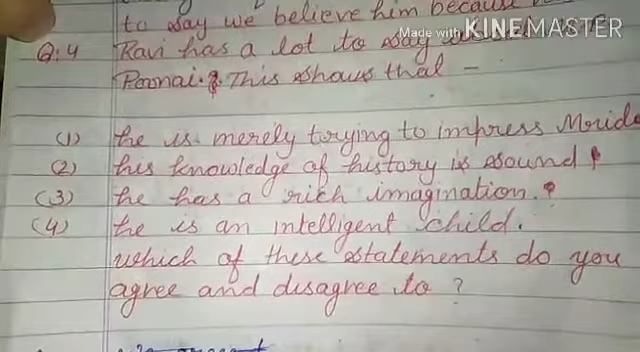 to say we believe him because
Made with KINEMASTER
Q.4 Ravi has a lot to say
Poonai. This shows that —
(1) he is merely trying to impress Mridu
(2) his knowledge of history is sound
(3) he has a rich imagination.
(4) he is an intelligent child.
which of these statements do you
agree and disagree to ?